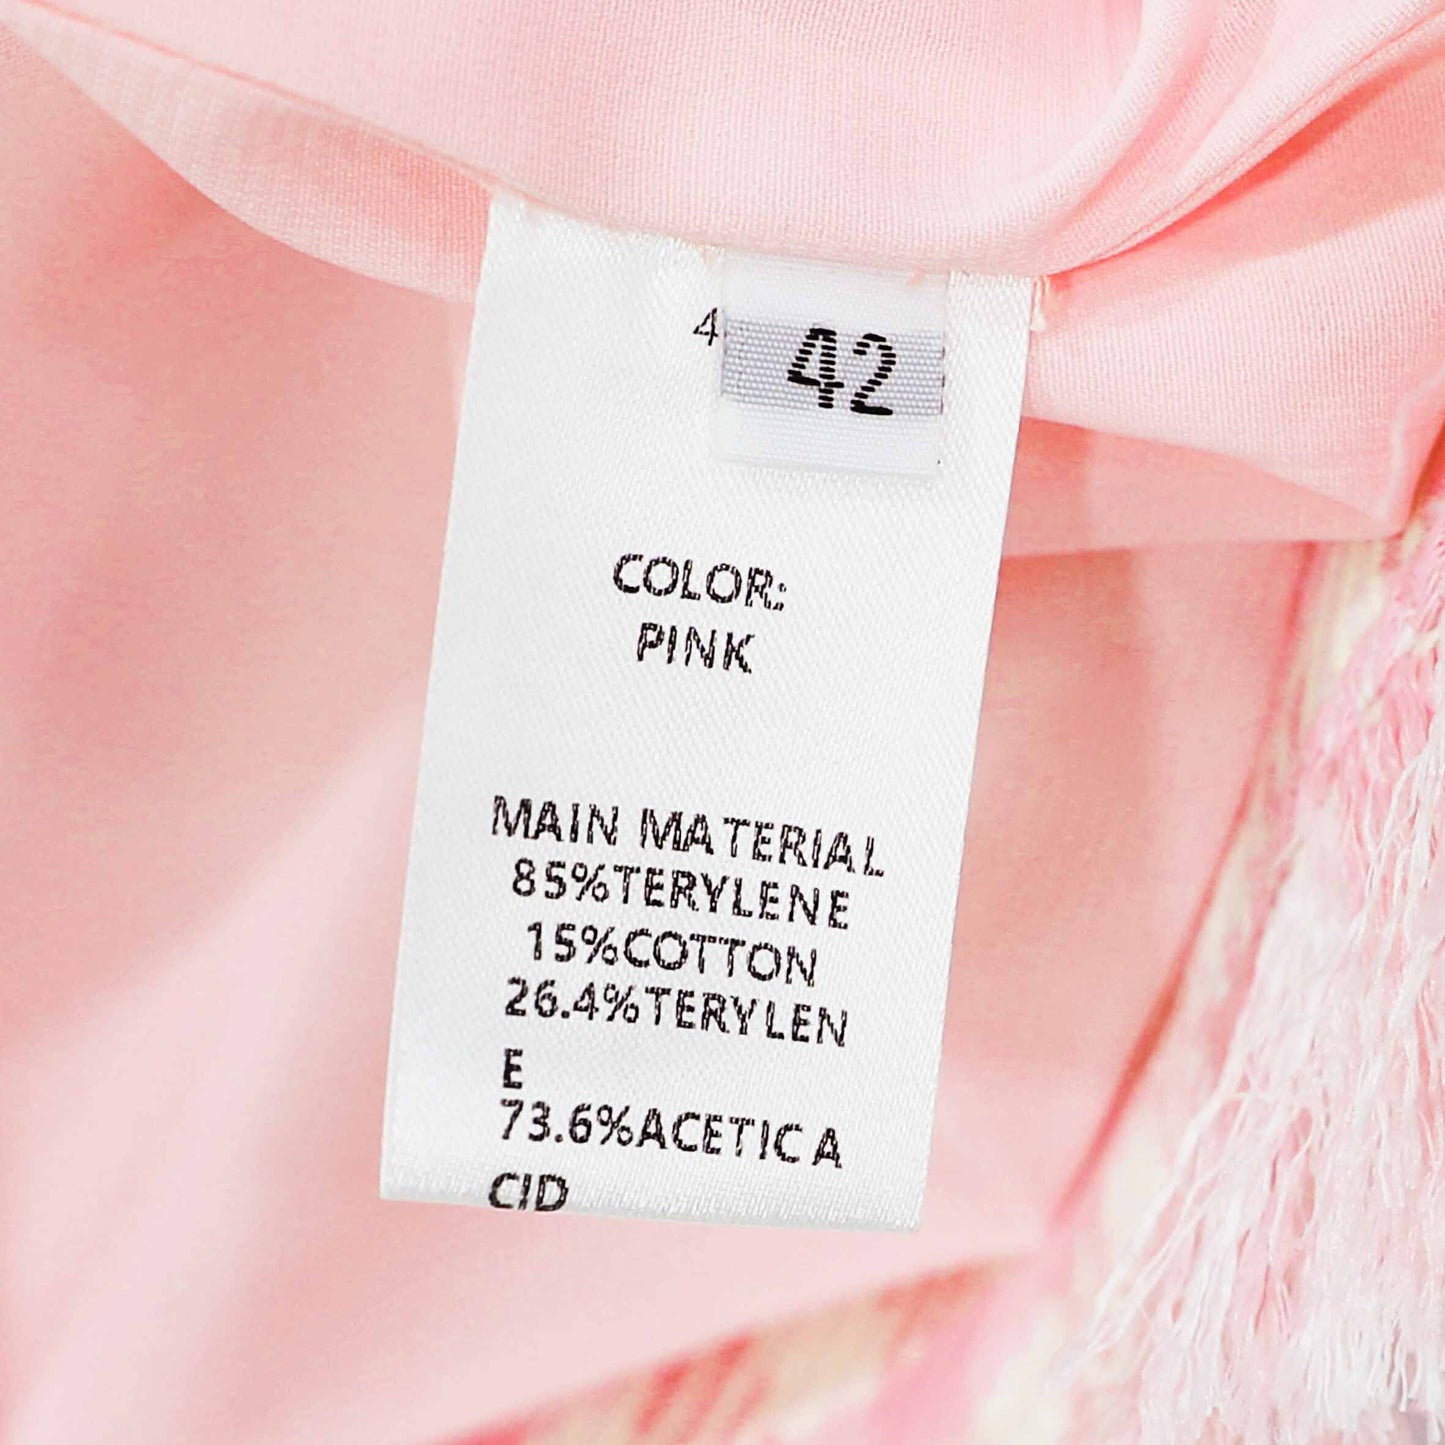 4
42
COLOR:
PINK
MAIN MATERIAL
85%TERYLENE
15%COTTON
26.4%TERYLEN
E
73.6%ACETIC A
CID